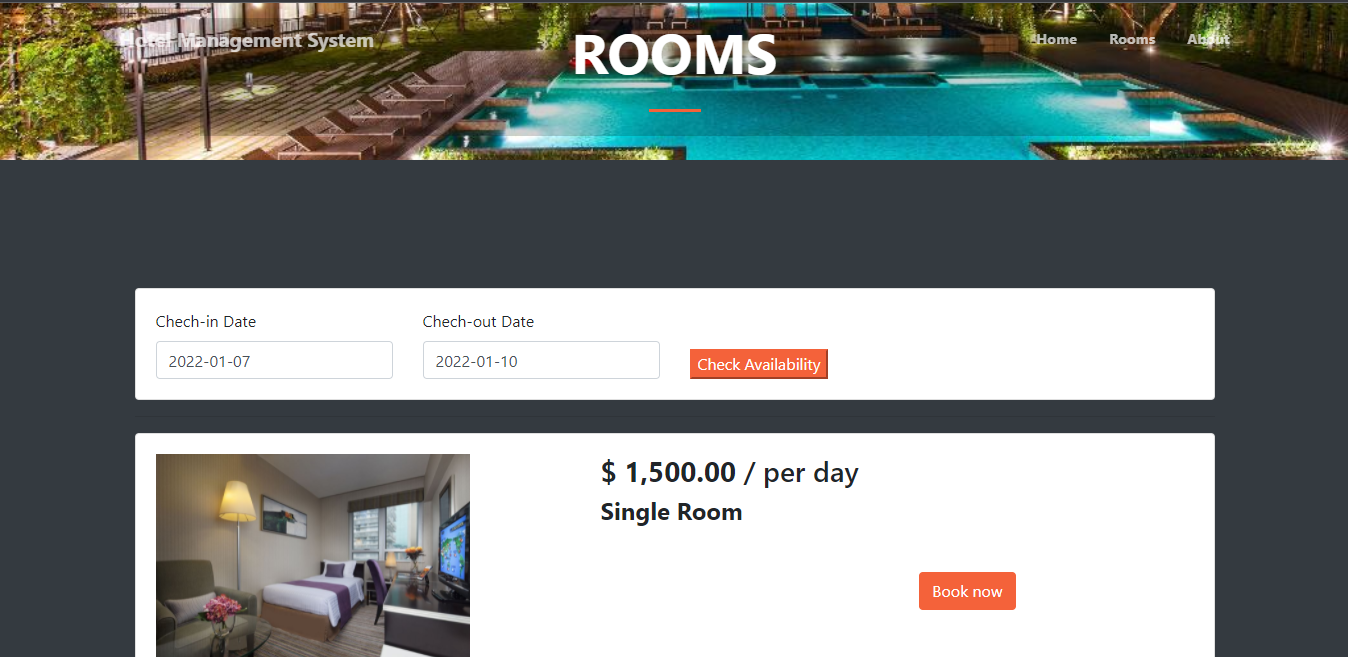 Hotel Management System
ROOMS
Home Rooms About
Chech-in Date
Chech-out Date
2022-01-07
2022-01-10
Check Availability
$ 1,500.00 / per day
Single Room
Book now